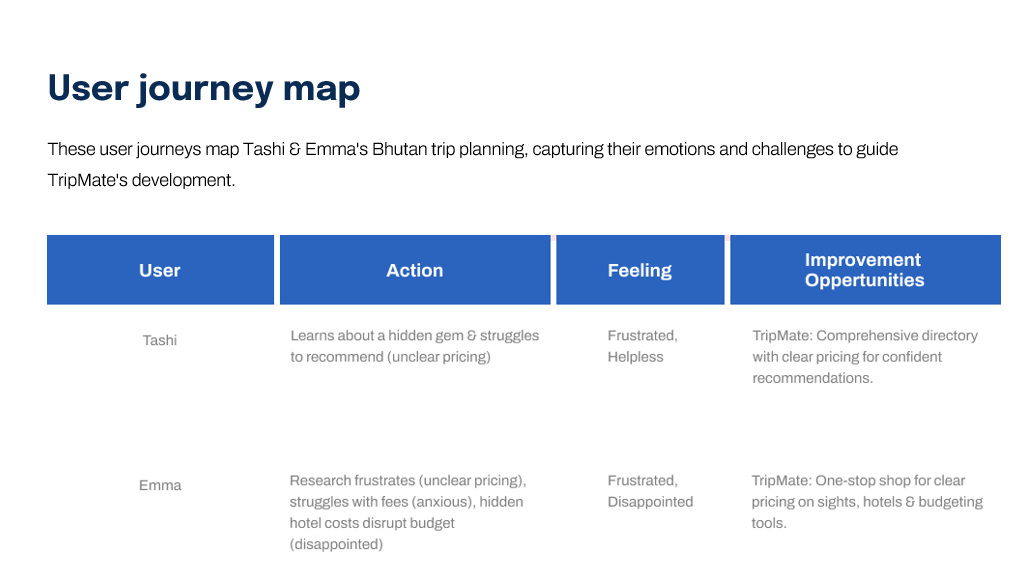 User journey map
These user journeys map Tashi & Emma's Bhutan trip planning, capturing their emotions and challenges to guide
TripMate's development.
User
Action
Feeling
Improvement
Oppertunities
Tashi
Learns about a hidden gem & struggles
to recommend (unclear pricing)
Frustrated,
Helpless
TripMate: Comprehensive directory
with clear pricing for confident
recommendations.
Emma
Research frustrates (unclear pricing),
struggles with fees (anxious), hidden
hotel costs disrupt budget
(disappointed)
Frustrated,
Disappointed
TripMate: One-stop shop for clear
pricing on sights, hotels & budgeting
tools.